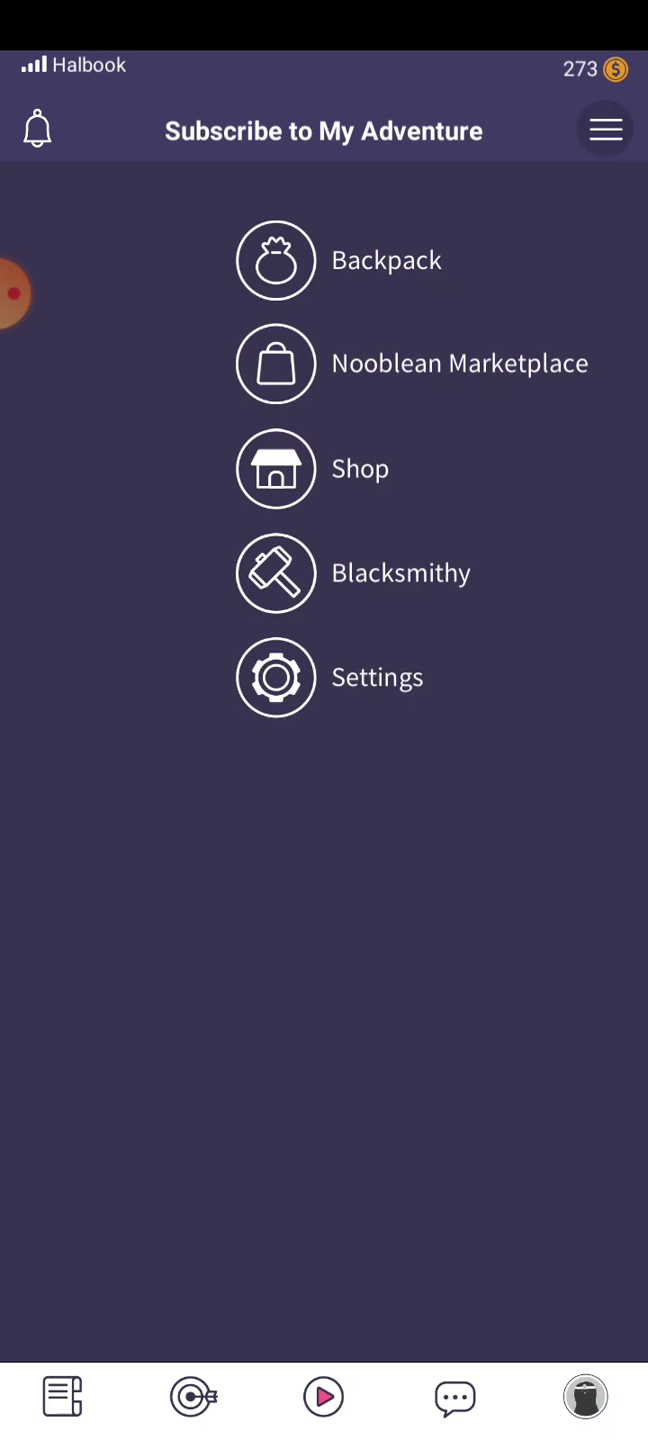 Halbook
273
Subscribe to My Adventure
Backpack
Nooblean Marketplace
Shop
Blacksmithy
Settings